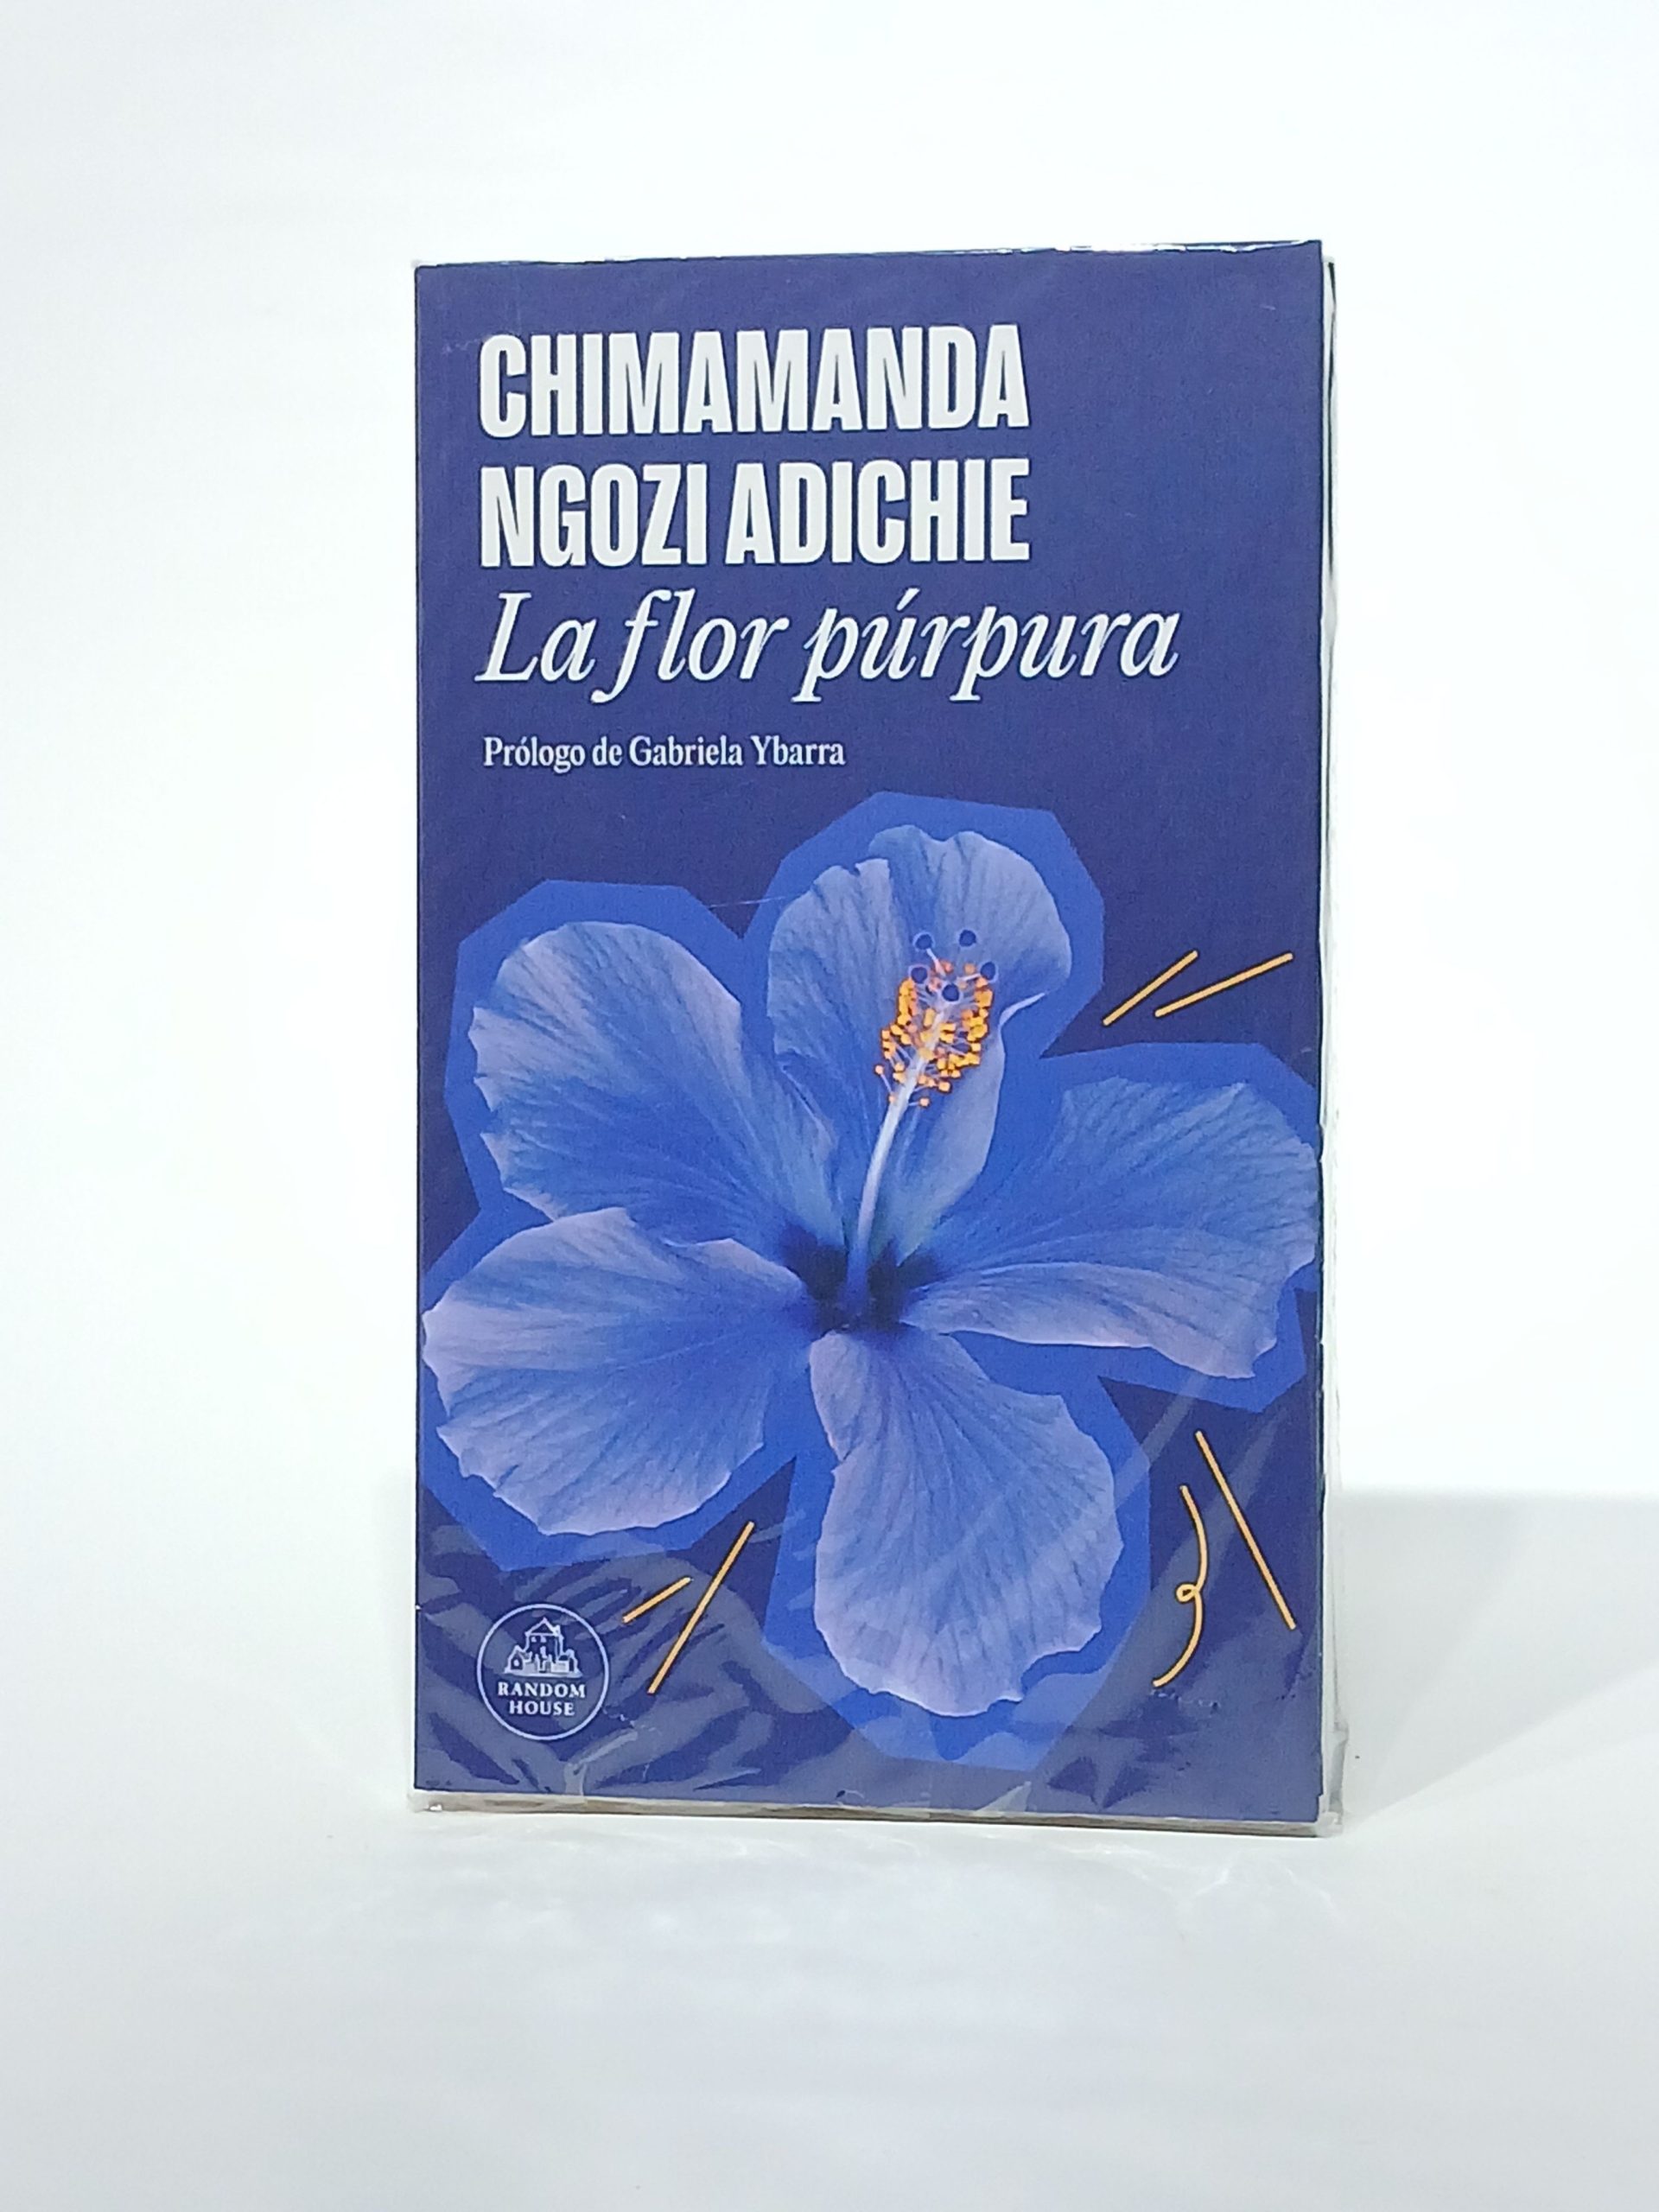 CHIMAMANDA
NGOZI ADICHIE
La flor púrpura
Prólogo de Gabriela Ybarra
RANDOM
HOUSE